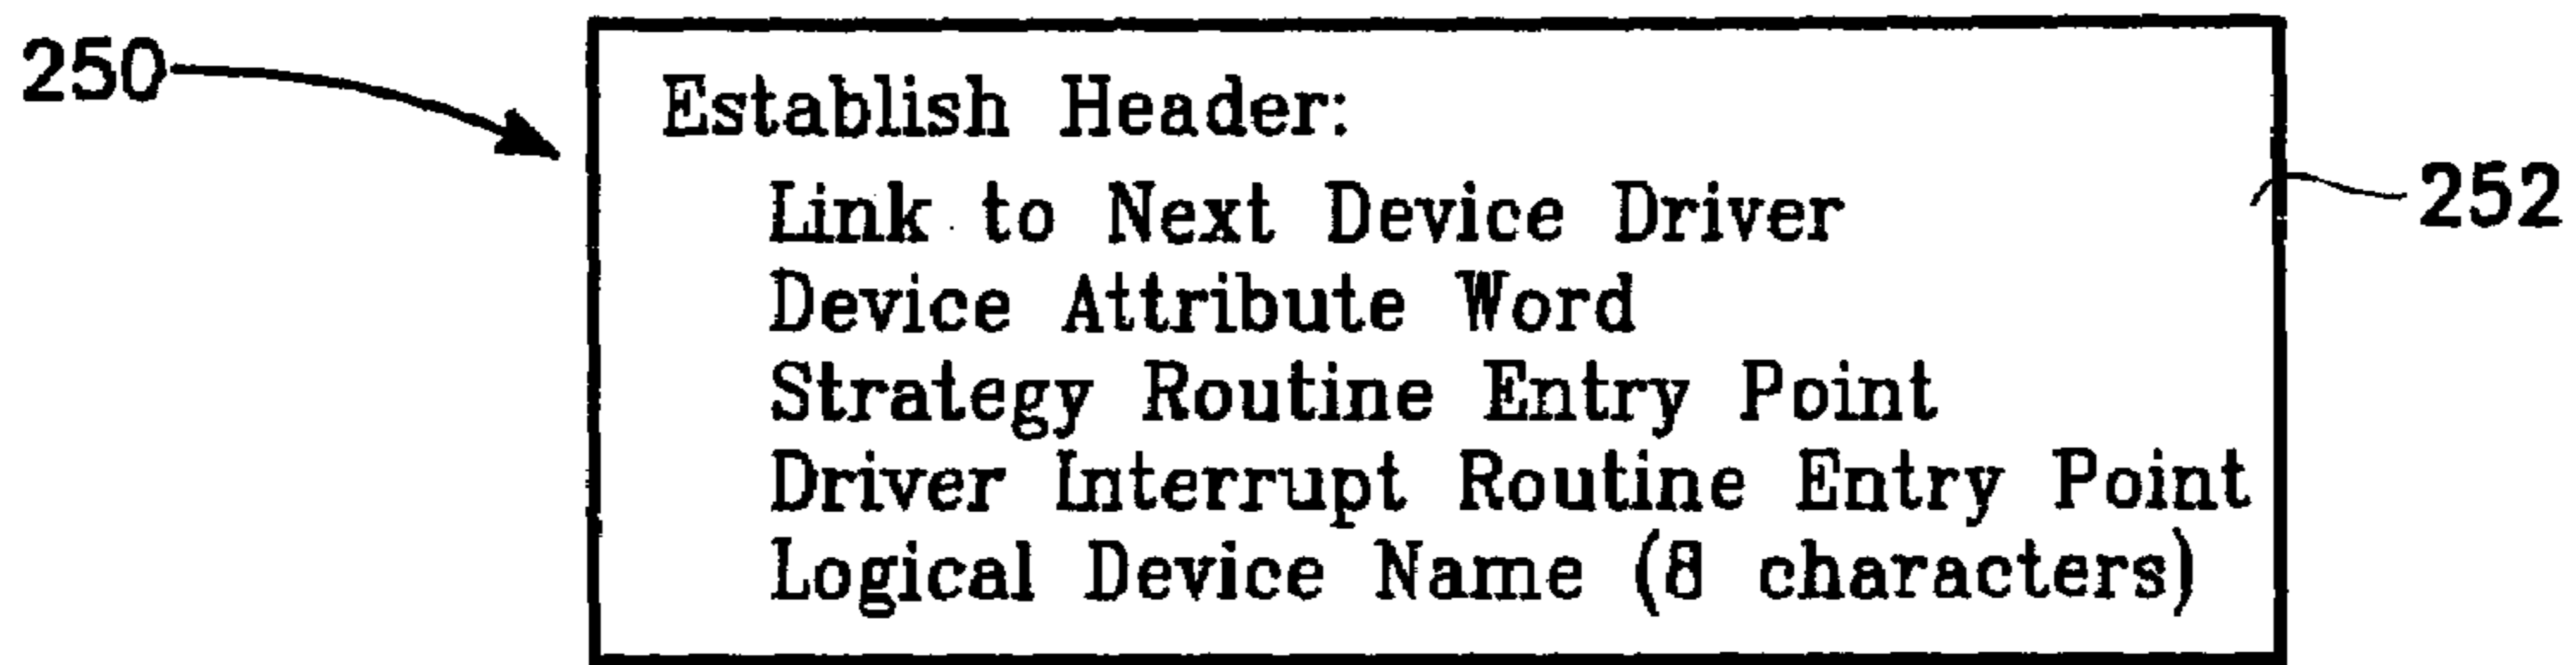 250
Establish Header:
Link to Next Device Driver
252
Device Attribute Word
Strategy Routine Entry Point
Driver Interrupt Routine Entry Point
Logical Device Name (8 characters)